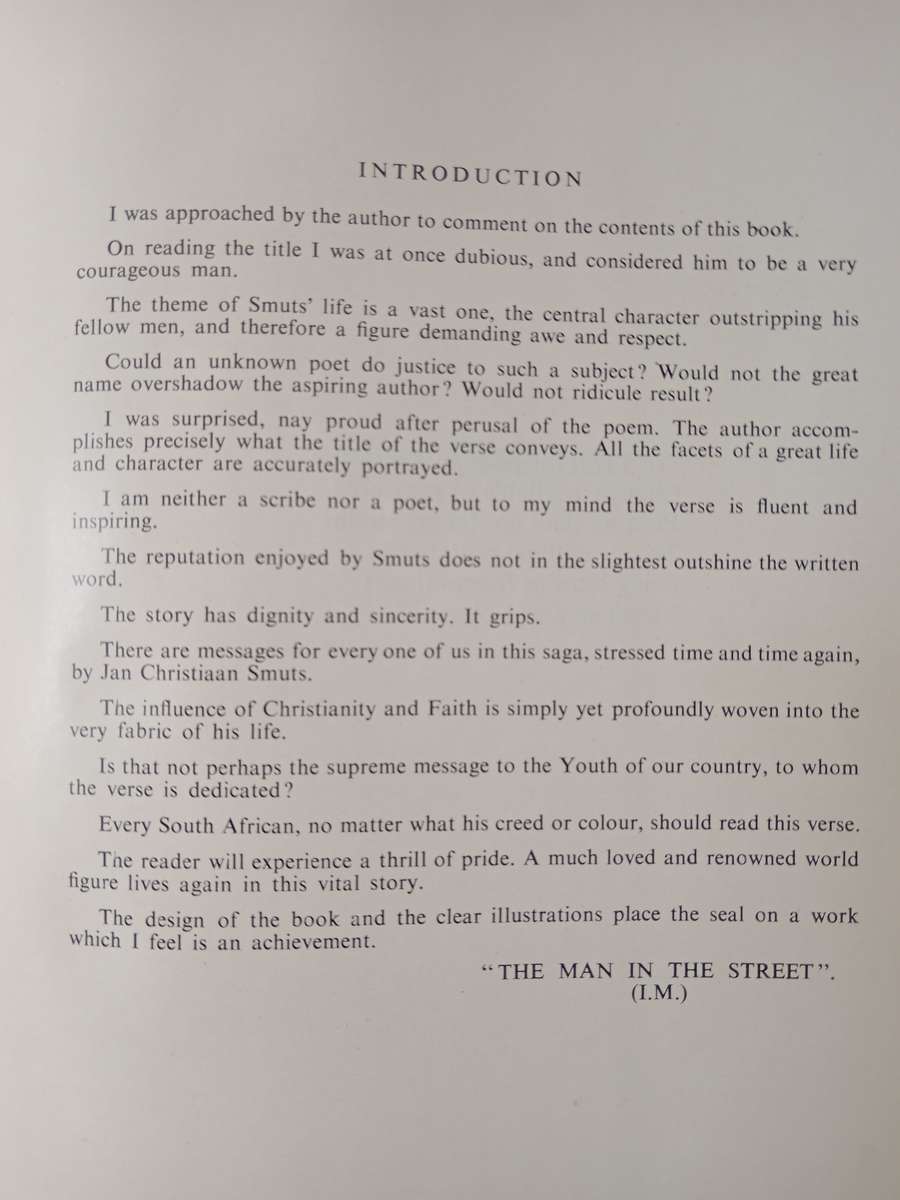 INTRODUCTION
I was approached by the author to comment on the contents of this book.
On reading the title I was at once dubious, and considered him to be a very
courageous man.
The theme of Smuts' life is a vast one, the central character outstripping his
fellow men, and therefore a figure demanding awe and respect.
Could an unknown poet do justice to such a subject? Would not the great
name overshadow the aspiring author? Would not ridicule result?
I was surprised, nay proud after perusal of the poem. The author accom-
plishes precisely what the title of the verse conveys. All the facets of a great life
and character are accurately portrayed.
I am neither a scribe nor a poet, but to my mind the verse is fluent and
inspiring.
The reputation enjoyed by Smuts does not in the slightest outshine the written
word.
The story has dignity and sincerity. It grips.
There are messages for every one of us in this saga, stressed time and time again,
by Jan Christiaan Smuts.
The influence of Christianity and Faith is simply yet profoundly woven into the
very fabric of his life.
Is that not perhaps the supreme message to the Youth of our country, to whom
the verse is dedicated?
Every South African, no matter what his creed or colour, should read this verse.
The reader will experience a thrill of pride. A much loved and renowned world
figure lives again in this vital story.
The design of the book and the clear illustrations place the seal on a work
which I feel is an achievement.
"THE MAN IN THE STREET".
(I.M.)